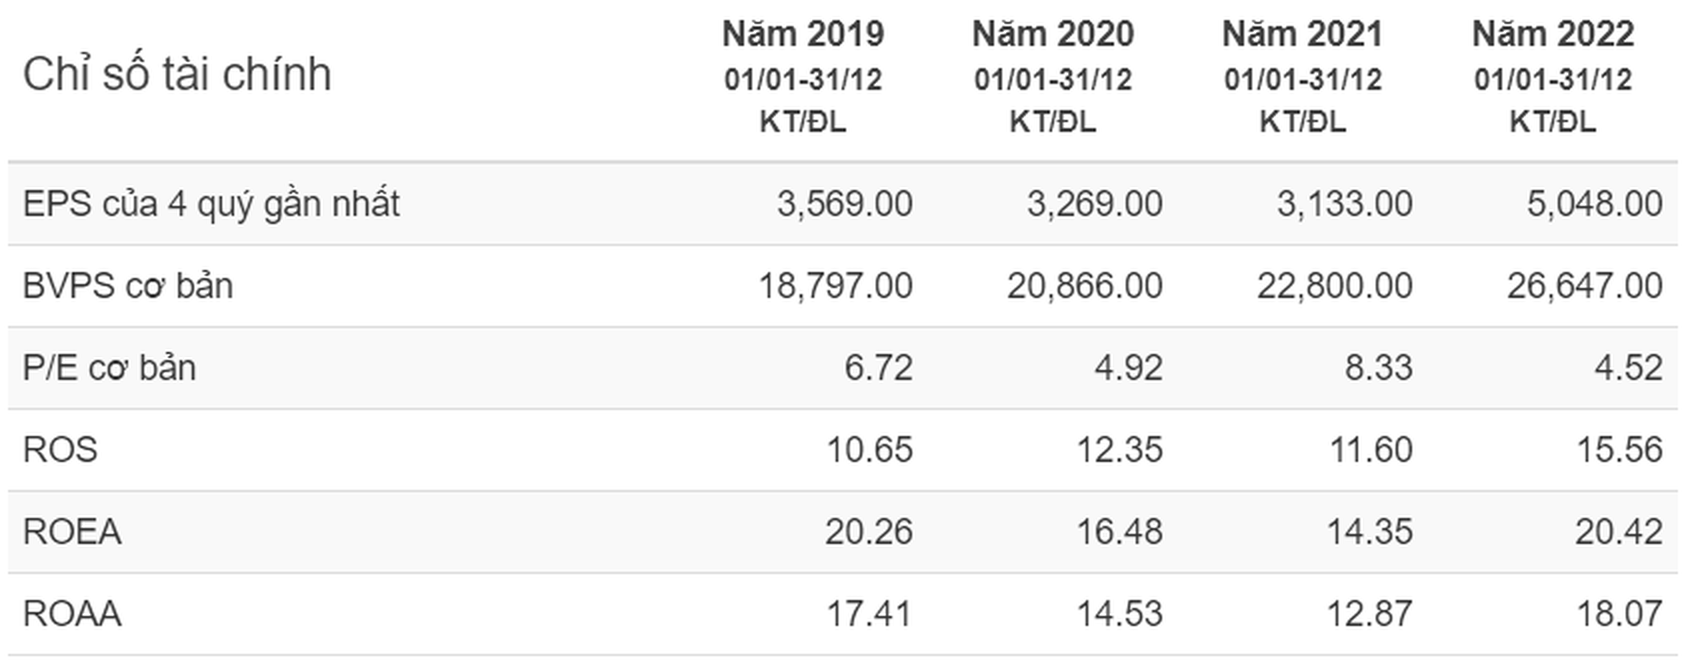 Chỉ số tài chính
Năm 2019 Năm 2020 Năm 2021 Năm 2022
01/01-31/12 01/01-31/12 01/01-31/12 01/01-31/12
KT/ĐL KT/ĐL KT/ĐL KT/ĐL
EPS của 4 quý gần nhất 3,569.00 3,269.00 3,133.00 5,048.00
BVPS cơ bản 18,797.00 20,866.00 22,800.00 26,647.00
P/E cơ bản 6.72 4.92 8.33 4.52
ROS 10.65 12.35 11.60 15.56
ROEA 20.26 16.48 14.35 20.42
ROAA 17.41 14.53 12.87 18.07